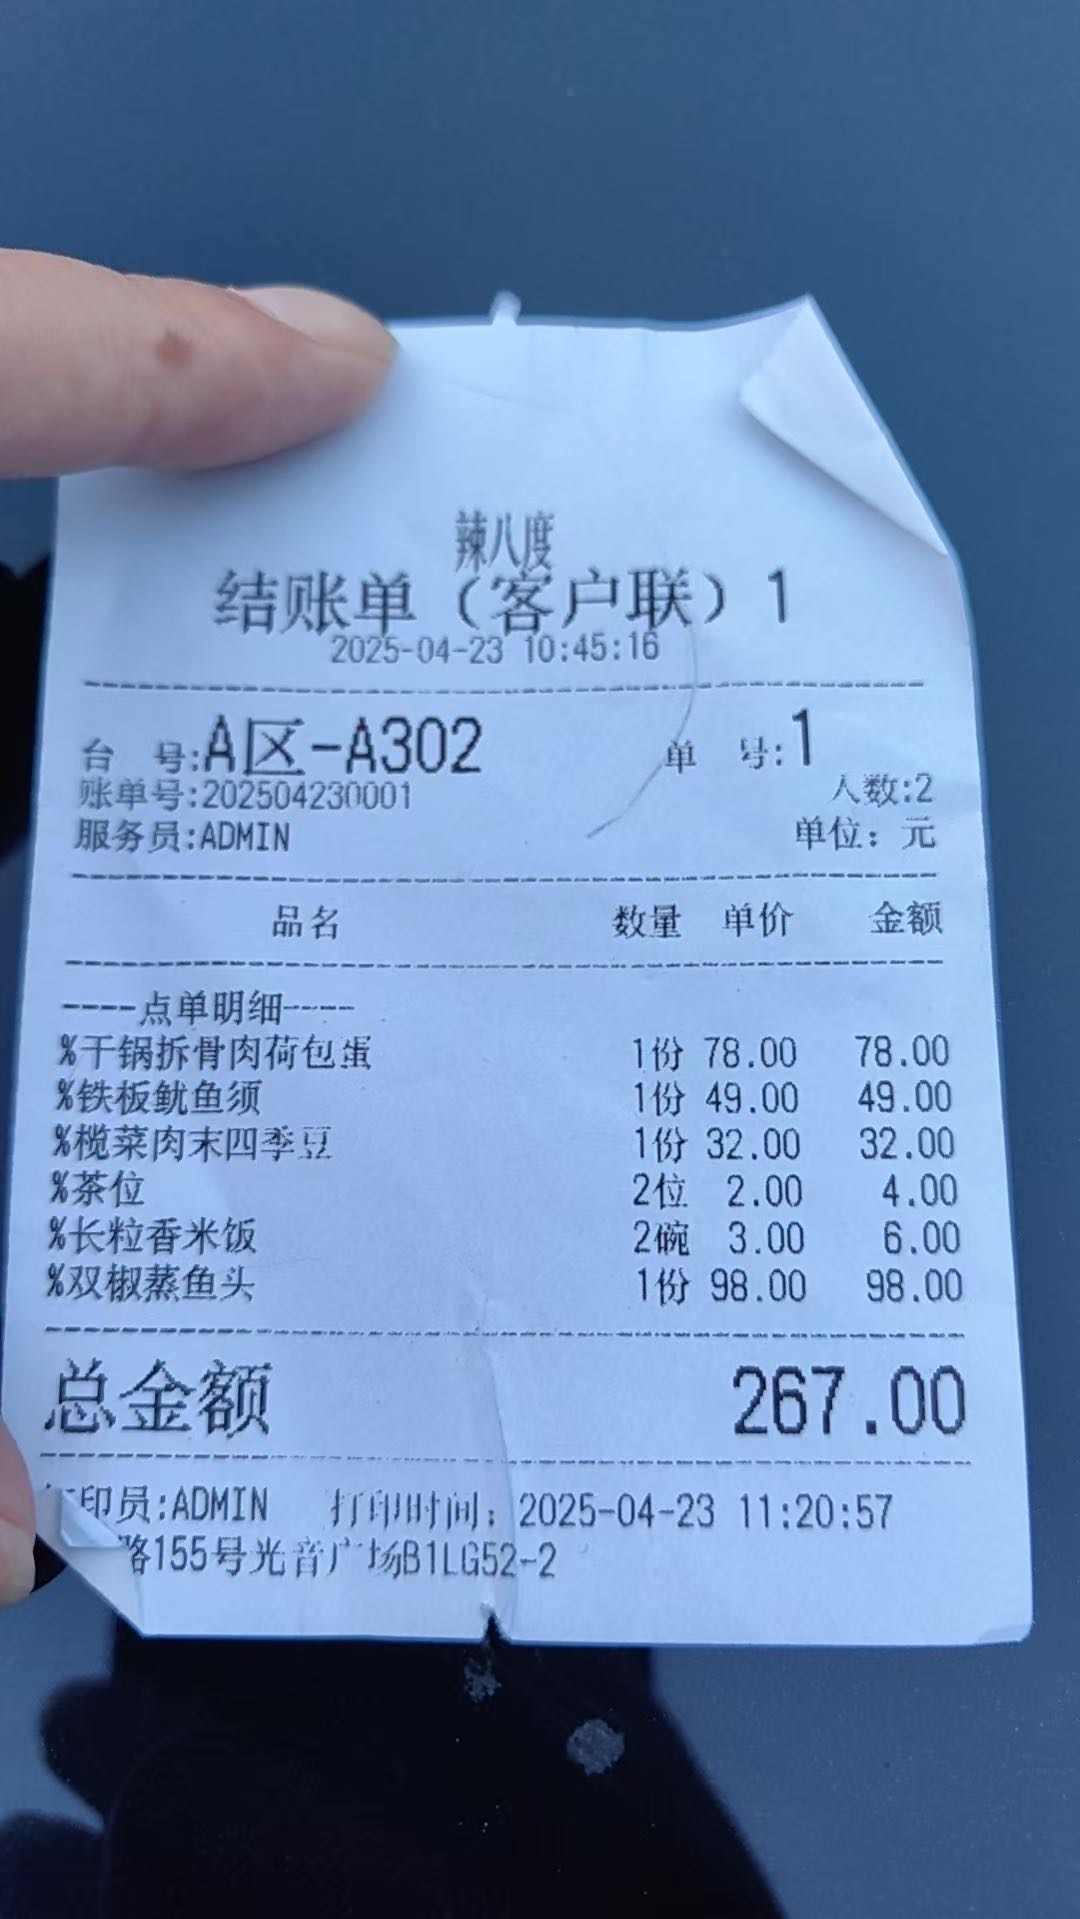 辣八度
结账单（客户联）1
2025-04-23 10:45:16
台 号:A区-A302 单 号:1
账单号:202504230001 人数:2
服务员:ADMIN 单位：元
品名 数量 单价 金额
----点单明细----
%干锅拆骨肉荷包蛋 1份 78.00 78.00
%铁板鱿鱼须 1份 49.00 49.00
%榄菜肉末四季豆 1份 32.00 32.00
%茶位 2位 2.00 4.00
%长粒香米饭 2碗 3.00 6.00
%双椒蒸鱼头 1份 98.00 98.00
总金额 267.00
印员:ADMIN 打印时间：2025-04-23 11:20:57
路155号光音广场B1LG52-2